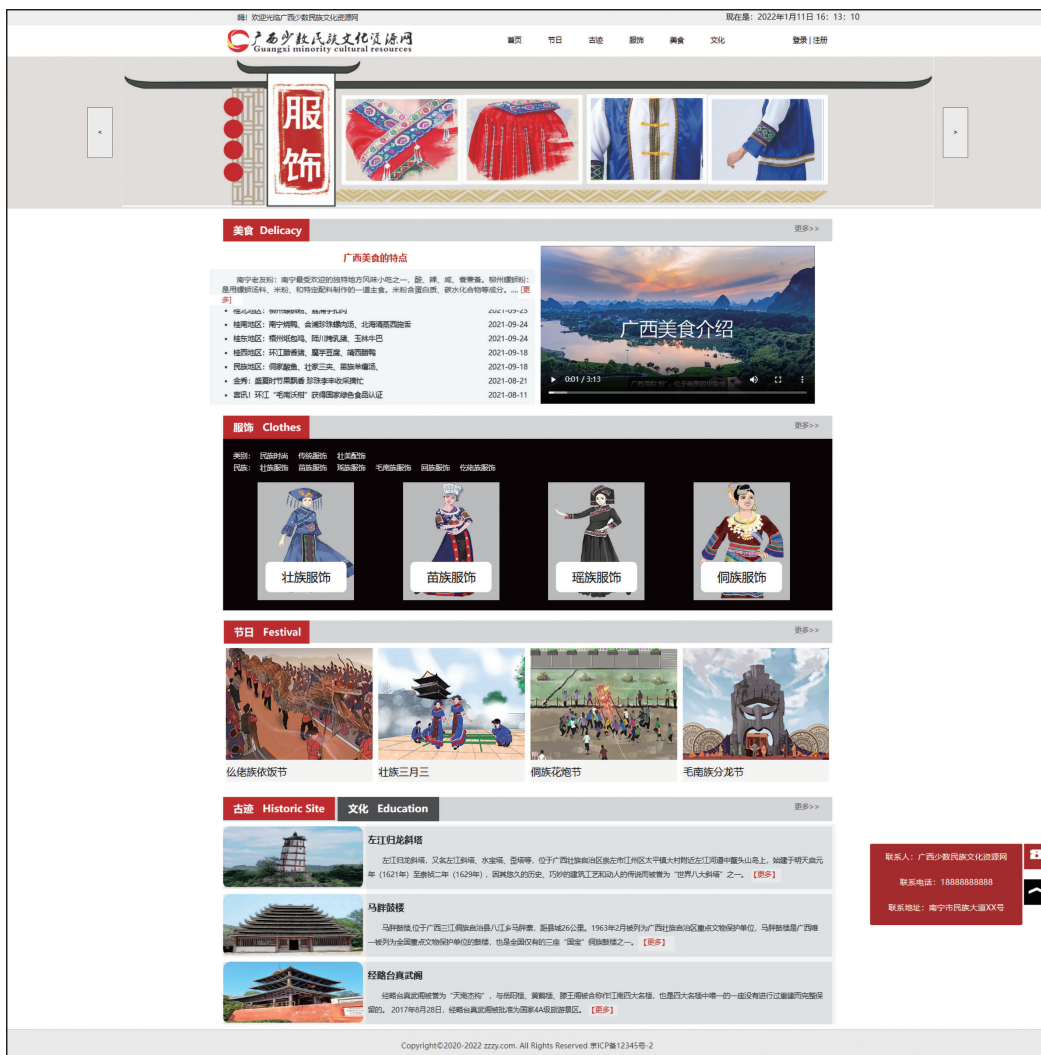 嗨！欢迎光临广西少数民族文化资源网
现在是：2022年1月11日 16：13：10
广西少数民族文化资源网
Guangxi minority cultural resources
首页 节日 古迹 服饰 美食 文化 登录 | 注册
<
服饰
>
美食 Delicacy 更多>>
广西美食的特点
南宁老友粉：南宁最受欢迎的独特地方风味小吃之一，酸、辣、咸、香兼备。柳州螺蛳粉：
是用螺蛳汤料、米粉、和特定配料制作的一道主食。米粉含蛋白质、碳水化合物等成分。.... [更
多]
桂北地区：柳州螺蛳粉、 2021-09-25
桂南地区：南宁烧鸭、合浦珍珠螺肉汤、北海清蒸西施舌 2021-09-24
桂东地区：梧州纸包鸡、陆川烤乳猪、玉林牛巴 2021-09-24
桂西地区：环江腊香猪、魔芋豆腐、靖西腊鸭 2021-09-18
民族地区：侗家酸鱼、壮家三夹、苗族羊瘪汤、 2021-09-18
金秀：盛夏时节果飘香 珍珠李丰收采摘忙 2021-08-21
喜讯！环江“毛南沃柑”获得国家绿色食品认证 2021-08-11
广西美食介绍
0:01 / 3:13
服饰 Clothes 更多>>
类别： 民族时尚 传统服饰 壮美配饰
民族： 壮族服饰 苗族服饰 瑶族服饰 毛南族服饰 回族服饰 仡佬族服饰
壮族服饰 苗族服饰 瑶族服饰 侗族服饰
节日 Festival 更多>>
仫佬族依饭节 壮族三月三 侗族花炮节 毛南族分龙节
古迹 Historic Site 文化 Education 更多>>
左江归龙斜塔
左江归龙斜塔，又名左江斜塔、水宝塔、歪塔等，位于广西壮族自治区崇左市江州区太平镇大村附近左江河道中鳌头山岛上，始建于明天启元
年（1621年）至崇祯二年（1629年），因其悠久的历史、巧妙的建筑工艺和动人的传说而被誉为“世界八大斜塔”之一。 【更多】
马胖鼓楼
马胖鼓楼,位于广西三江侗族自治县八江乡马胖寨，距县城26公里。1963年2月被列为广西壮族自治区重点文物保护单位，马胖鼓楼是广西唯
一被列为全国重点文物保护单位的鼓楼，也是全国仅有的三座“国宝”侗族鼓楼之一。 【更多】
经略台真武阁
经略台真武阁被誉为“天南杰构”，与岳阳楼、黄鹤楼、滕王阁被合称作江南四大名楼，也是四大名楼中唯一的一座没有进行过重建而完整保
留的。 2017年8月28日，经略台真武阁被批准为国家4A级旅游景区。 【更多】
联系人：广西少数民族文化资源网
联系电话：18888888888
联系地址：南宁市民族大道XX号
Copyright©2020-2022 zzzy.com. All Rights Reserved 京ICP备12345号-2